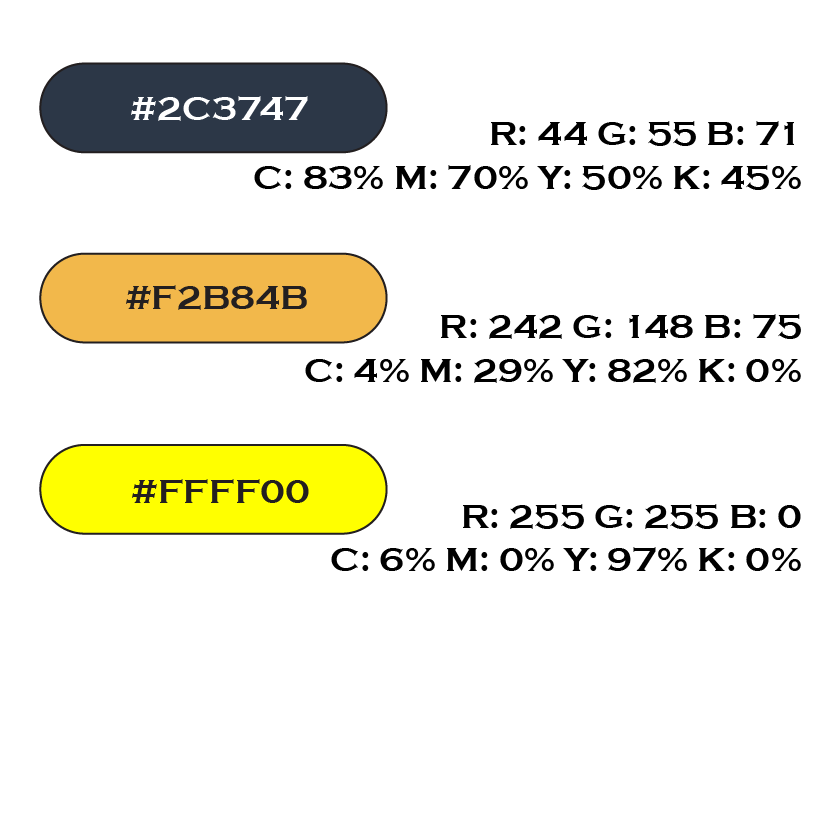 #2C3747
R: 44 G: 55 B: 71
C: 83% M: 70% Y: 50% K: 45%
#F2B84B
R: 242 G: 148 B: 75
C: 4% M: 29% Y: 82% K: 0%
#FFFF00
R: 255 G: 255 B: 0
C: 6% M: 0% Y: 97% K: 0%